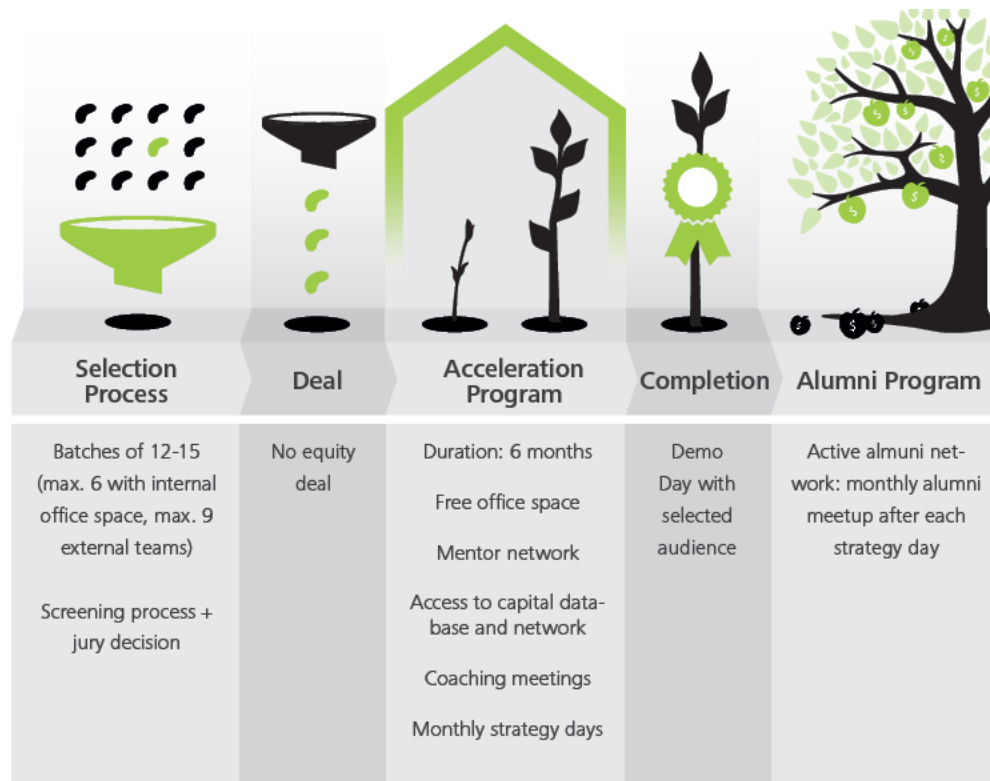 Selection
Process
Deal
Acceleration
Program
Completion
Alumni Program
Batches of 12-15
(max. 6 with internal
office space, max. 9
external teams)
Screening process +
jury decision
No equity
deal
Duration: 6 months
Free office space
Mentor network
Access to capital data-
base and network
Coaching meetings
Monthly strategy days
Demo
Day with
selected
audience
Active almuni net-
work: monthly alumni
meetup after each
strategy day